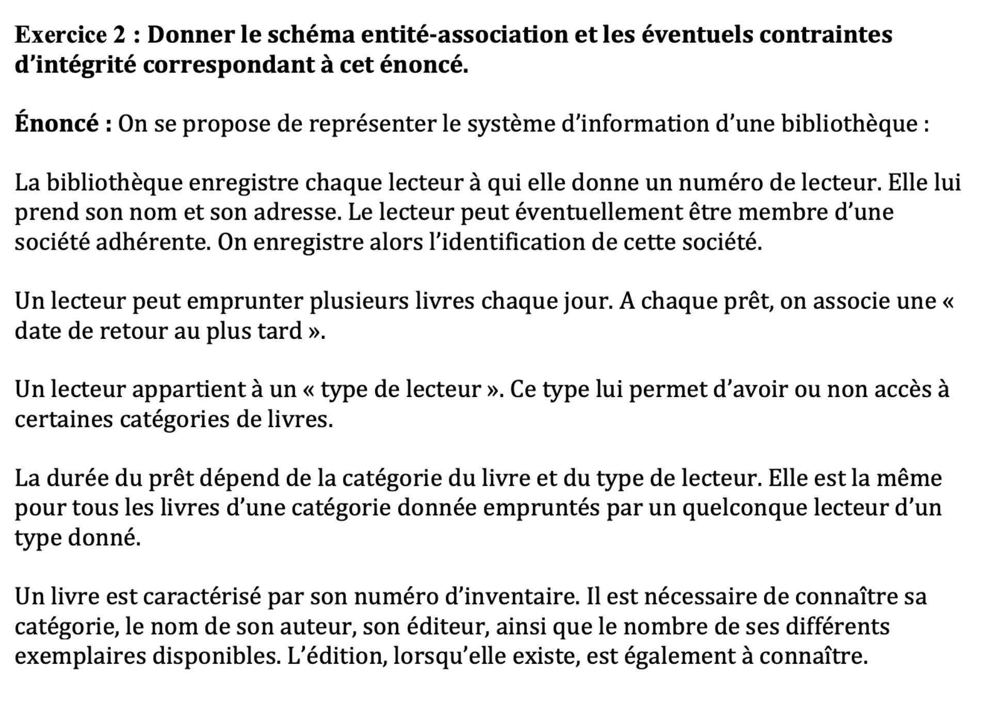 Exercice 2 : Donner le schéma entité-association et les éventuels contraintes
d’intégrité correspondant à cet énoncé.
Énoncé : On se propose de représenter le système d’information d’une bibliothèque :
La bibliothèque enregistre chaque lecteur à qui elle donne un numéro de lecteur. Elle lui
prend son nom et son adresse. Le lecteur peut éventuellement être membre d’une
société adhérente. On enregistre alors l’identification de cette société.
Un lecteur peut emprunter plusieurs livres chaque jour. A chaque prêt, on associe une «
date de retour au plus tard ».
Un lecteur appartient à un « type de lecteur ». Ce type lui permet d’avoir ou non accès à
certaines catégories de livres.
La durée du prêt dépend de la catégorie du livre et du type de lecteur. Elle est la même
pour tous les livres d’une catégorie donnée empruntés par un quelconque lecteur d’un
type donné.
Un livre est caractérisé par son numéro d’inventaire. Il est nécessaire de connaître sa
catégorie, le nom de son auteur, son éditeur, ainsi que le nombre de ses différents
exemplaires disponibles. L’édition, lorsqu’elle existe, est également à connaître.